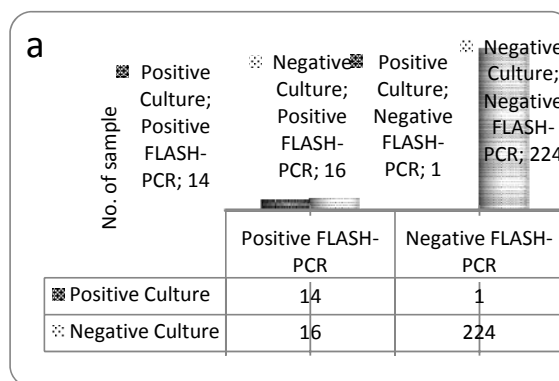 a
No. of sample
Positive
Culture;
Positive
FLASH-
PCR; 14
Negative
Culture;
Positive
FLASH-
PCR; 16
Positive
Culture;
Negative
FLASH-
PCR; 1
Negative
Culture;
Negative
FLASH-
PCR; 224
Positive FLASH-
PCR
Negative FLASH-
PCR
Positive Culture 14 1
Negative Culture 16 224